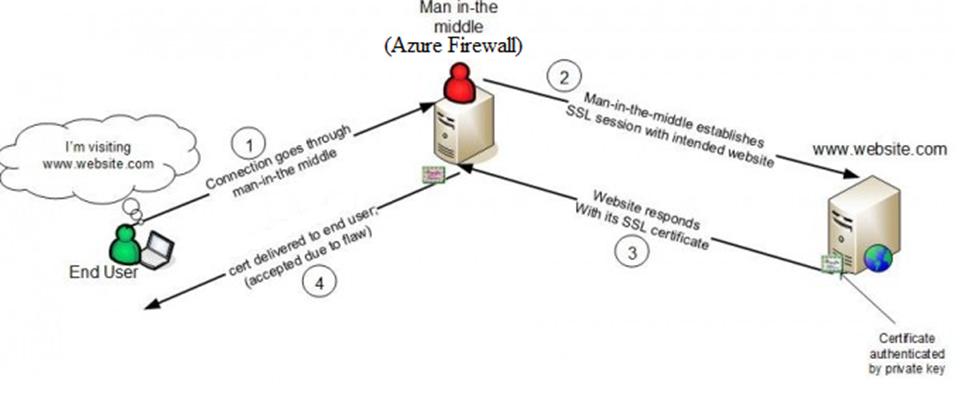 Man in-the
middle
(Azure Firewall)
I'm visiting
www.website.com
1
Connection goes through
man-in-the middle
2
Man-in-the-middle establishes
SSL session with intended website
www.website.com
Website responds
With its SSL certificate
3
cert delivered to end user;
(accepted due to flaw)
4
End User
Certificate
authenticated
by private key